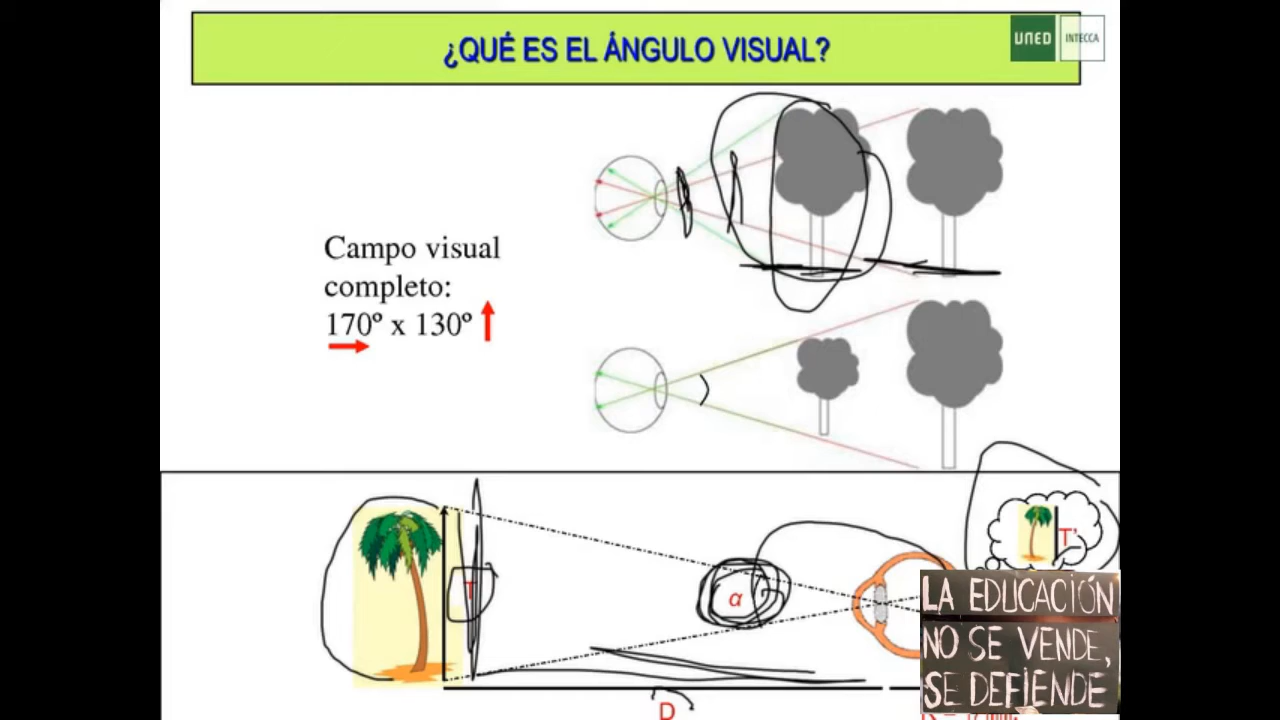 ¿QUÉ ES EL ÁNGULO VISUAL?
UNED
INTECCA
Campo visual
completo:
170º x 130º
T
α
T'
LA EDUCACIÓN
NO SE VENDE,
SE DEFIENDE
D